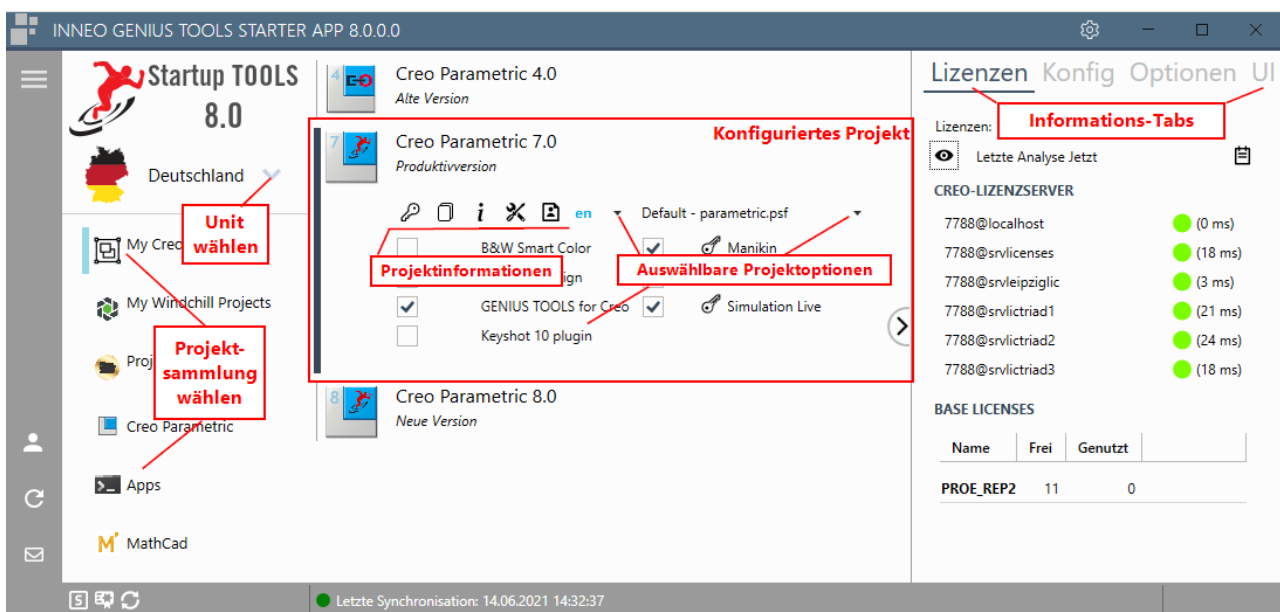 INNEO GENIUS TOOLS STARTER APP 8.0.0.0
Startup TOOLS
8.0
Deutschland
Unit
wählen
My Creo
My Windchill Projects
Projekt-
sammlung
wählen
Creo Parametric
Apps
MathCad
4
Creo Parametric 4.0
Alte Version
Konfiguriertes Projekt
7
Creo Parametric 7.0
Produktivversion
en
Default - parametric.psf
B&W Smart Color
Manikin
Projektinformationen
Auswählbare Projektoptionen
GENIUS TOOLS for Creo
Simulation Live
Keyshot 10 plugin
8
Creo Parametric 8.0
Neue Version
Lizenzen Konfig Optionen UI
Informations-Tabs
Lizenzen:
Letzte Analyse Jetzt
CREO-LIZENZSERVER
7788@localhost (0 ms)
7788@srvlicenses (18 ms)
7788@srvleipziglic (3 ms)
7788@srvlictriad1 (21 ms)
7788@srvlictriad2 (24 ms)
7788@srvlictriad3 (18 ms)
BASE LICENSES
Name Frei Genutzt
PROE_REP2 11 0
Letzte Synchronisation: 14.06.2021 14:32:37